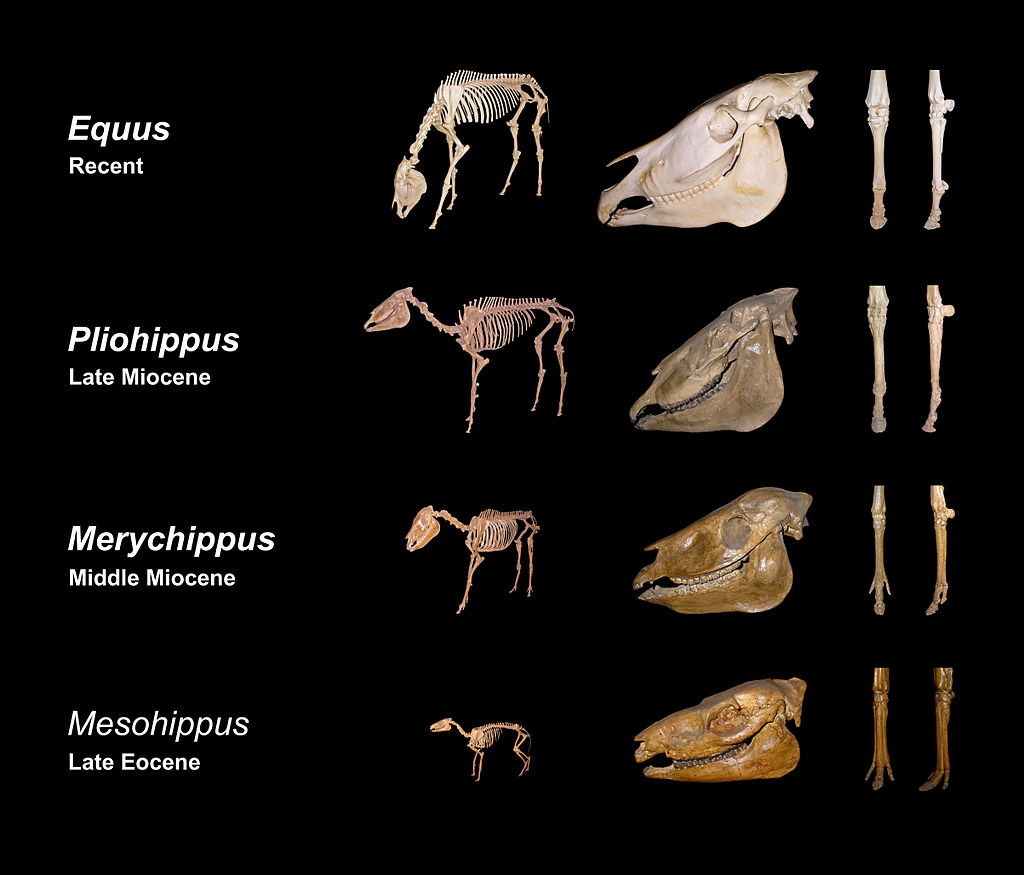 Equus
Recent
Pliohippus
Late Miocene
Merychippus
Middle Miocene
Mesohippus
Late Eocene